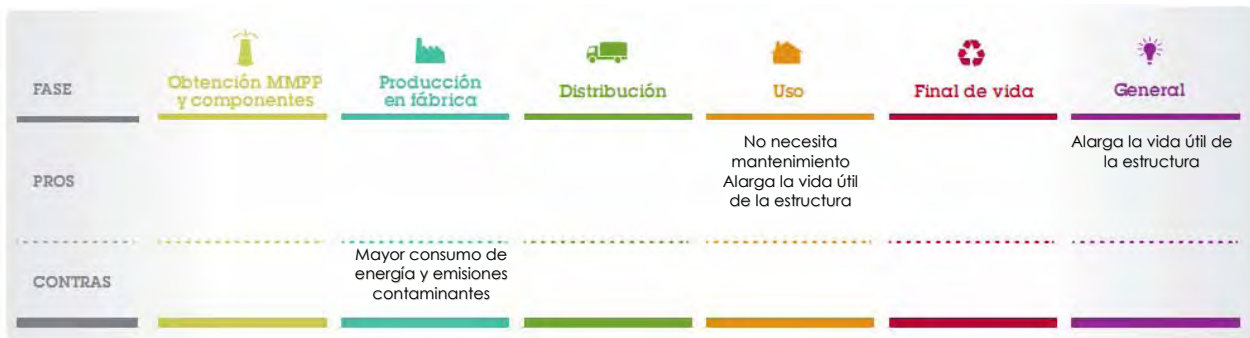 FASE
Obtención MMPP
y componentes
Producción
en fábrica
Distribución
Uso
Final de vida
General
PROS
No necesita
mantenimiento
Alarga la vida útil
de la estructura
Alarga la vida útil de
la estructura
CONTRAS
Mayor consumo de
energía y emisiones
contaminantes